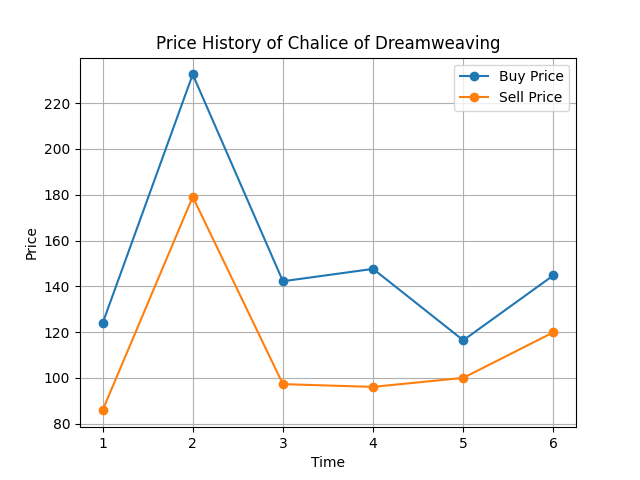 Price History of Chalice of Dreamweaving
Buy Price
Sell Price
Price
220
200
180
160
140
120
100
80
1 2 3 4 5 6
Time